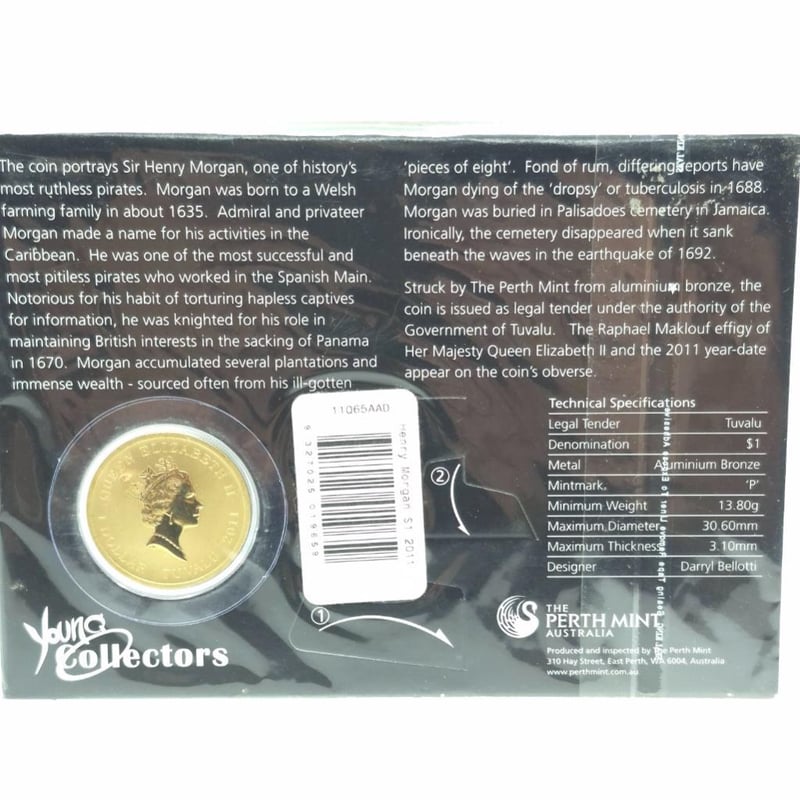 The coin portrays Sir Henry Morgan, one of history's
most ruthless pirates. Morgan was born to a Welsh
farming family in about 1635. Admiral and privateer
Morgan made a name for his activities in the
Caribbean. He was one of the most successful and
most pitiless pirates who worked in the Spanish Main.
Notorious for his habit of torturing hapless captives
for information, he was knighted for his role in
maintaining British interests in the sacking of Panama
in 1670. Morgan accumulated several plantations and
immense wealth - sourced often from his ill-gotten
'pieces of eight'. Fond of rum, differing reports have
Morgan dying of the 'dropsy' or tuberculosis in 1688.
Morgan was buried in Palisadoes cemetery in Jamaica.
Ironically, the cemetery disappeared when it sank
beneath the waves in the earthquake of 1692.
Struck by The Perth Mint from aluminium bronze, the
coin is issued as legal tender under the authority of the
Government of Tuvalu. The Raphael Maklouf effigy of
Her Majesty Queen Elizabeth II and the 2011 year-date
appear on the coin's obverse.
Technical Specifications
Legal Tender Tuvalu
Denomination $1
Metal Aluminium Bronze
Mintmark 'P'
Minimum Weight 13.80g
Maximum Diameter 30.60mm
Maximum Thickness 3.10mm
Designer Darryl Bellotti
11065AAD
Henry Morgan $1 2011
9 321025 019659
QUEEN ELIZABETH II
1 DOLLAR TUVALU 2011
②
①
Young
Collectors
THE
PERTH MINT
AUSTRALIA
Produced and inspected by The Perth Mint
310 Hay Street, East Perth, WA 6004, Australia
www.perthmint.com.au